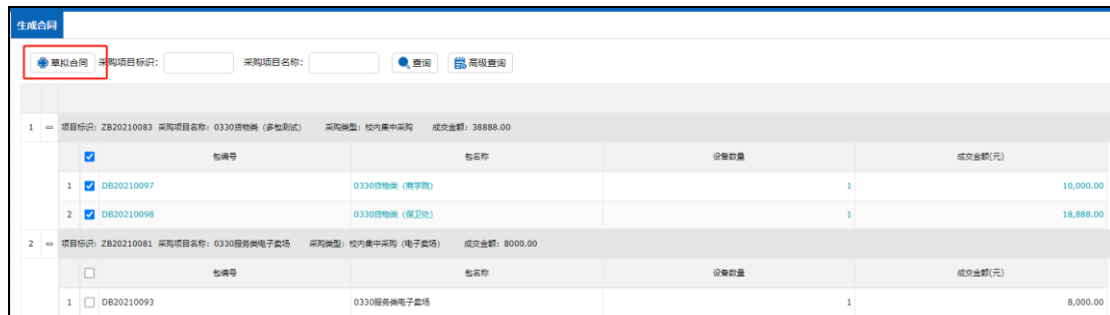 生成合同
草拟合同 采购项目标识： 采购项目名称： 查询 高级查询
1 项目标识：ZB20210083 采购项目名称：0330货物类（多包测试） 采购类型：校内集中采购 成交金额：38888.00
包编号 包名称 设备数量 成交金额(元)
1 DB20210097 0330货物类（商学院） 1 10,000.00
2 DB20210098 0330货物类（保卫处） 1 18,888.00
2 项目标识：ZB20210081 采购项目名称：0330服务类电子卖场 采购类型：校内集中采购（电子卖场） 成交金额：8000.00
包编号 包名称 设备数量 成交金额(元)
1 DB20210093 0330服务类电子卖场 1 8,000.00